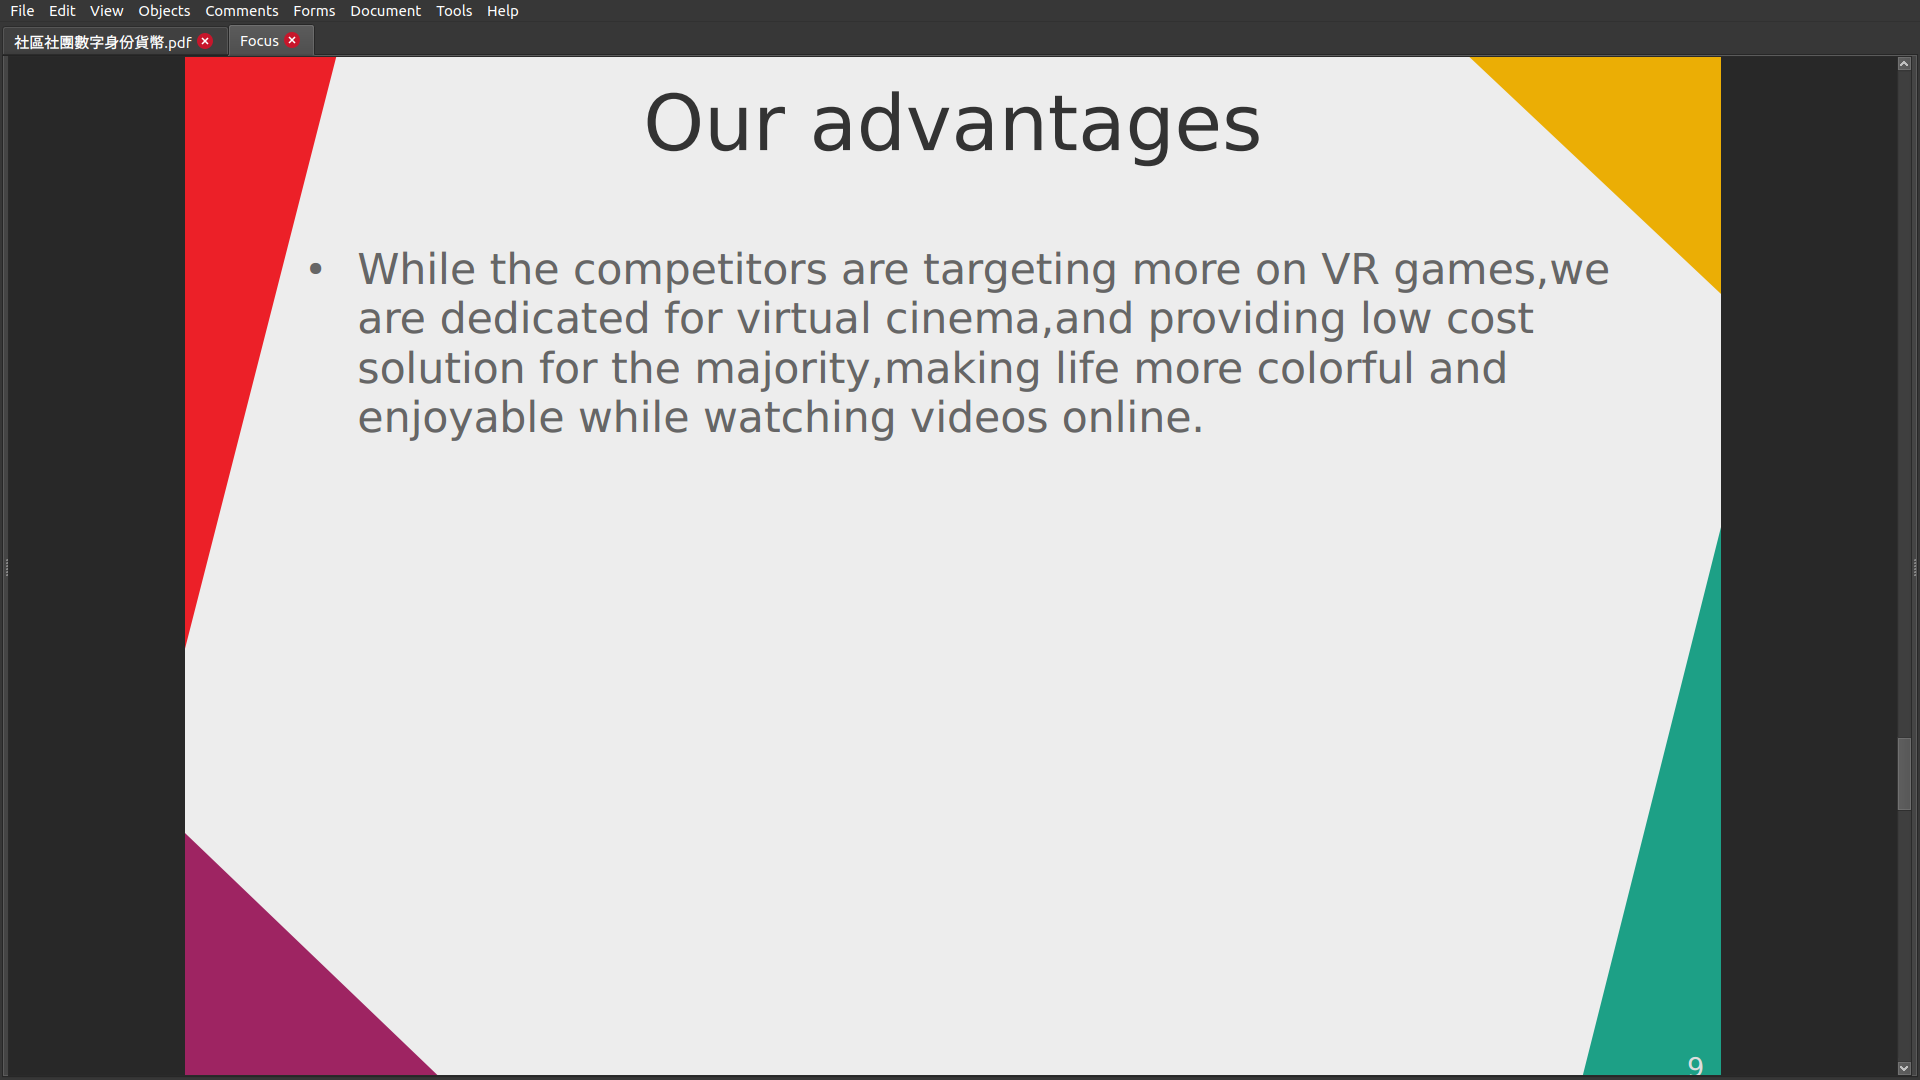 File Edit View Objects Comments Forms Document Tools Help
社區社團數字身份貨幣.pdf Focus
Our advantages
• While the competitors are targeting more on VR games,we
are dedicated for virtual cinema,and providing low cost
solution for the majority,making life more colorful and
enjoyable while watching videos online.
9